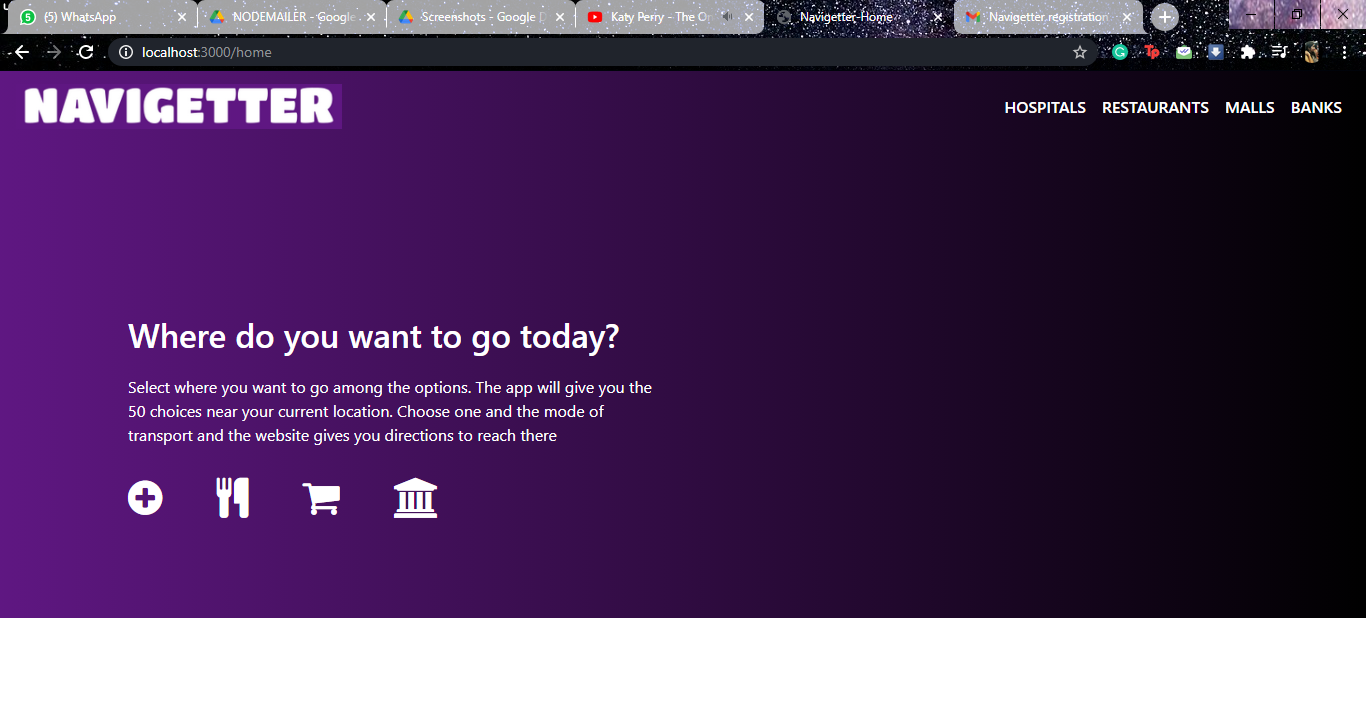 5 (5) WhatsApp
NODEMAILER - Google
Screenshots - Google D
Katy Perry - The O
Navigetter-Home
Navigetter registration
localhost:3000/home
NAVIGETTER
HOSPITALS RESTAURANTS MALLS BANKS
Where do you want to go today?
Select where you want to go among the options. The app will give you the
50 choices near your current location. Choose one and the mode of
transport and the website gives you directions to reach there